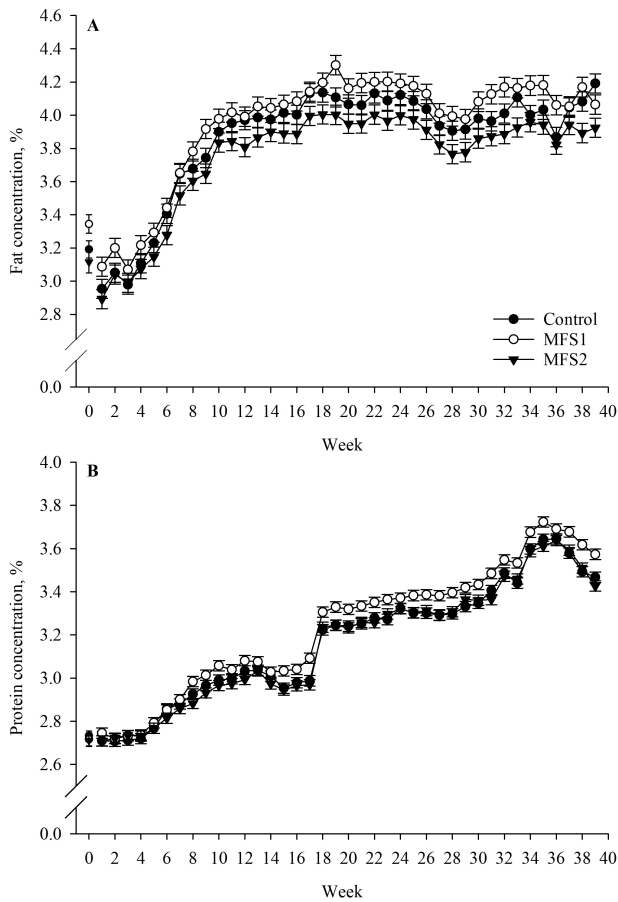 A
4.6
4.4
4.2
4.0
3.8
3.6
3.4
3.2
3.0
2.8
0.0
Fat concentration, %
Control
MFS1
MFS2
0 2 4 6 8 10 12 14 16 18 20 22 24 26 28 30 32 34 36 38 40
Week
B
4.0
3.8
3.6
3.4
3.2
3.0
2.8
2.6
0.0
Protein concentration, %
0 2 4 6 8 10 12 14 16 18 20 22 24 26 28 30 32 34 36 38 40
Week